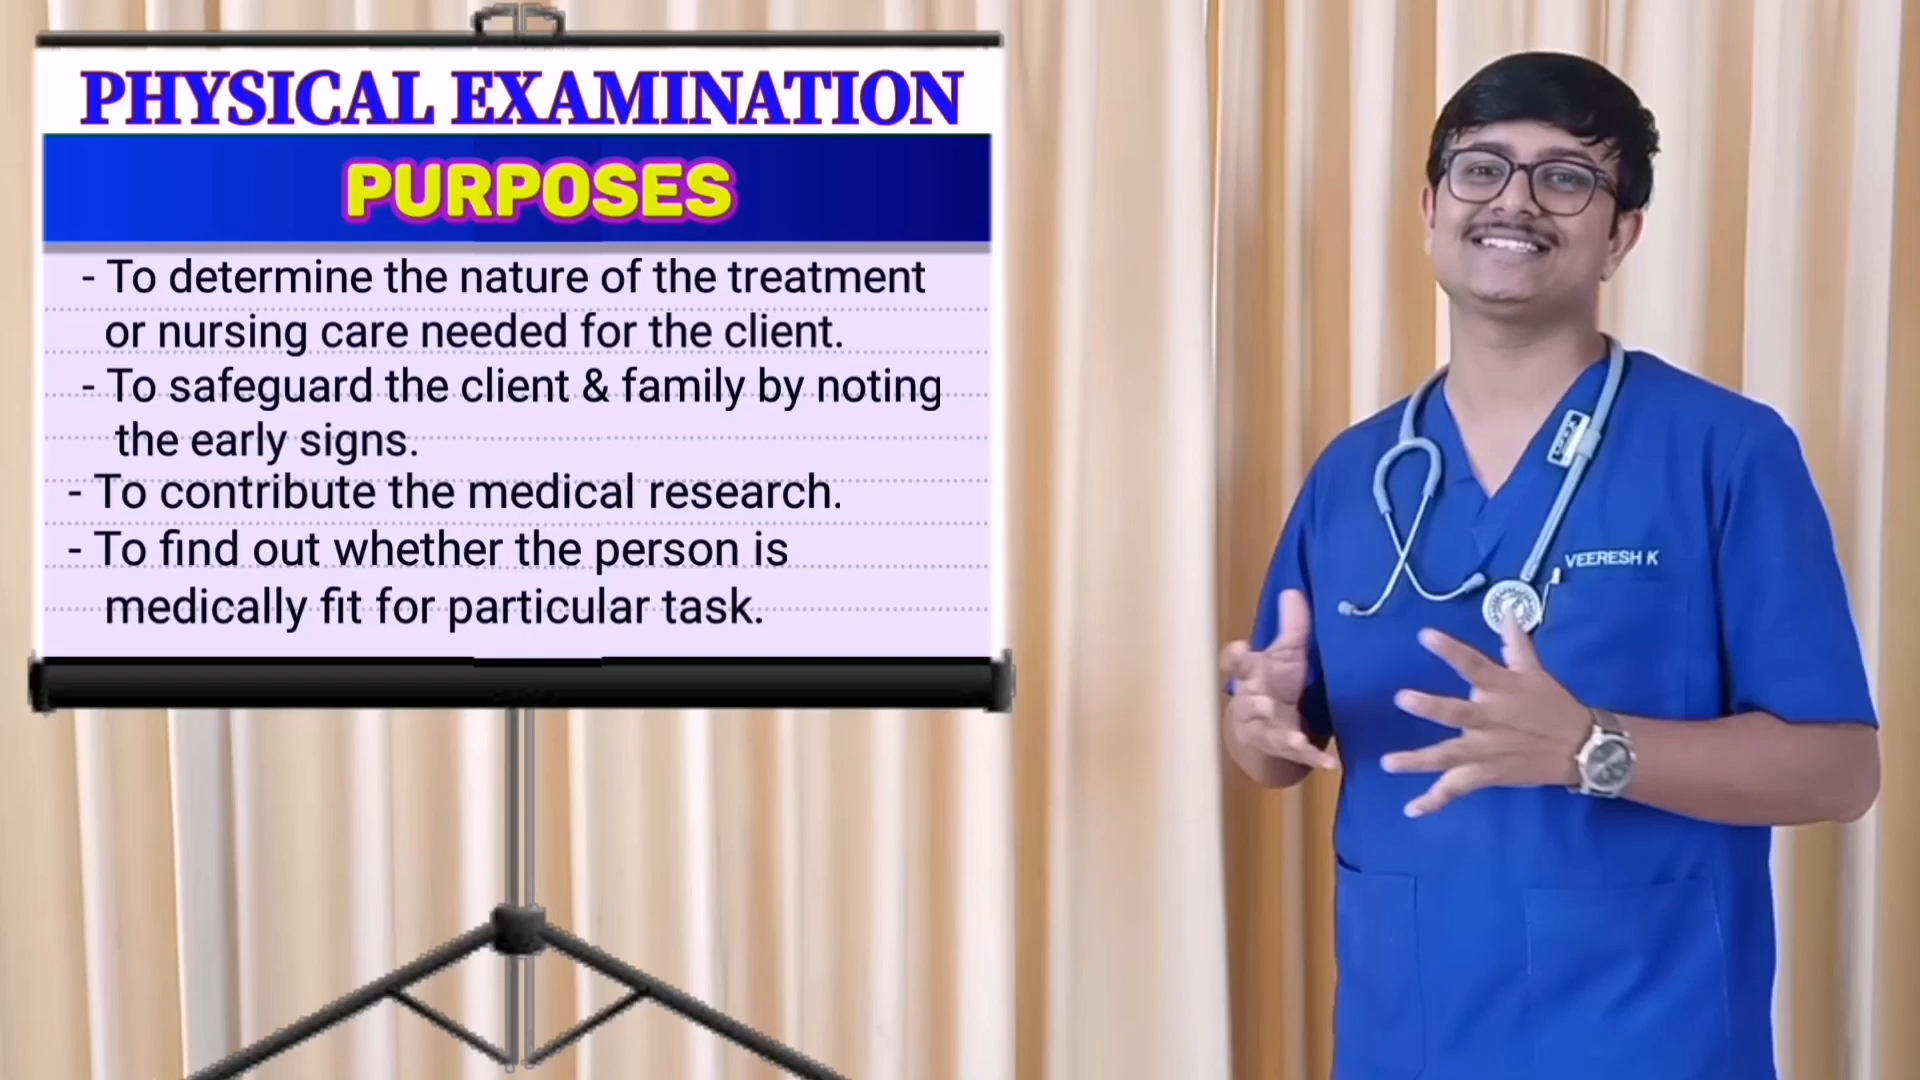 PHYSICAL EXAMINATION
PURPOSES
- To determine the nature of the treatment
or nursing care needed for the client.
- To safeguard the client & family by noting
the early signs.
- To contribute the medical research.
- To find out whether the person is
medically fit for particular task.
VEERESH K